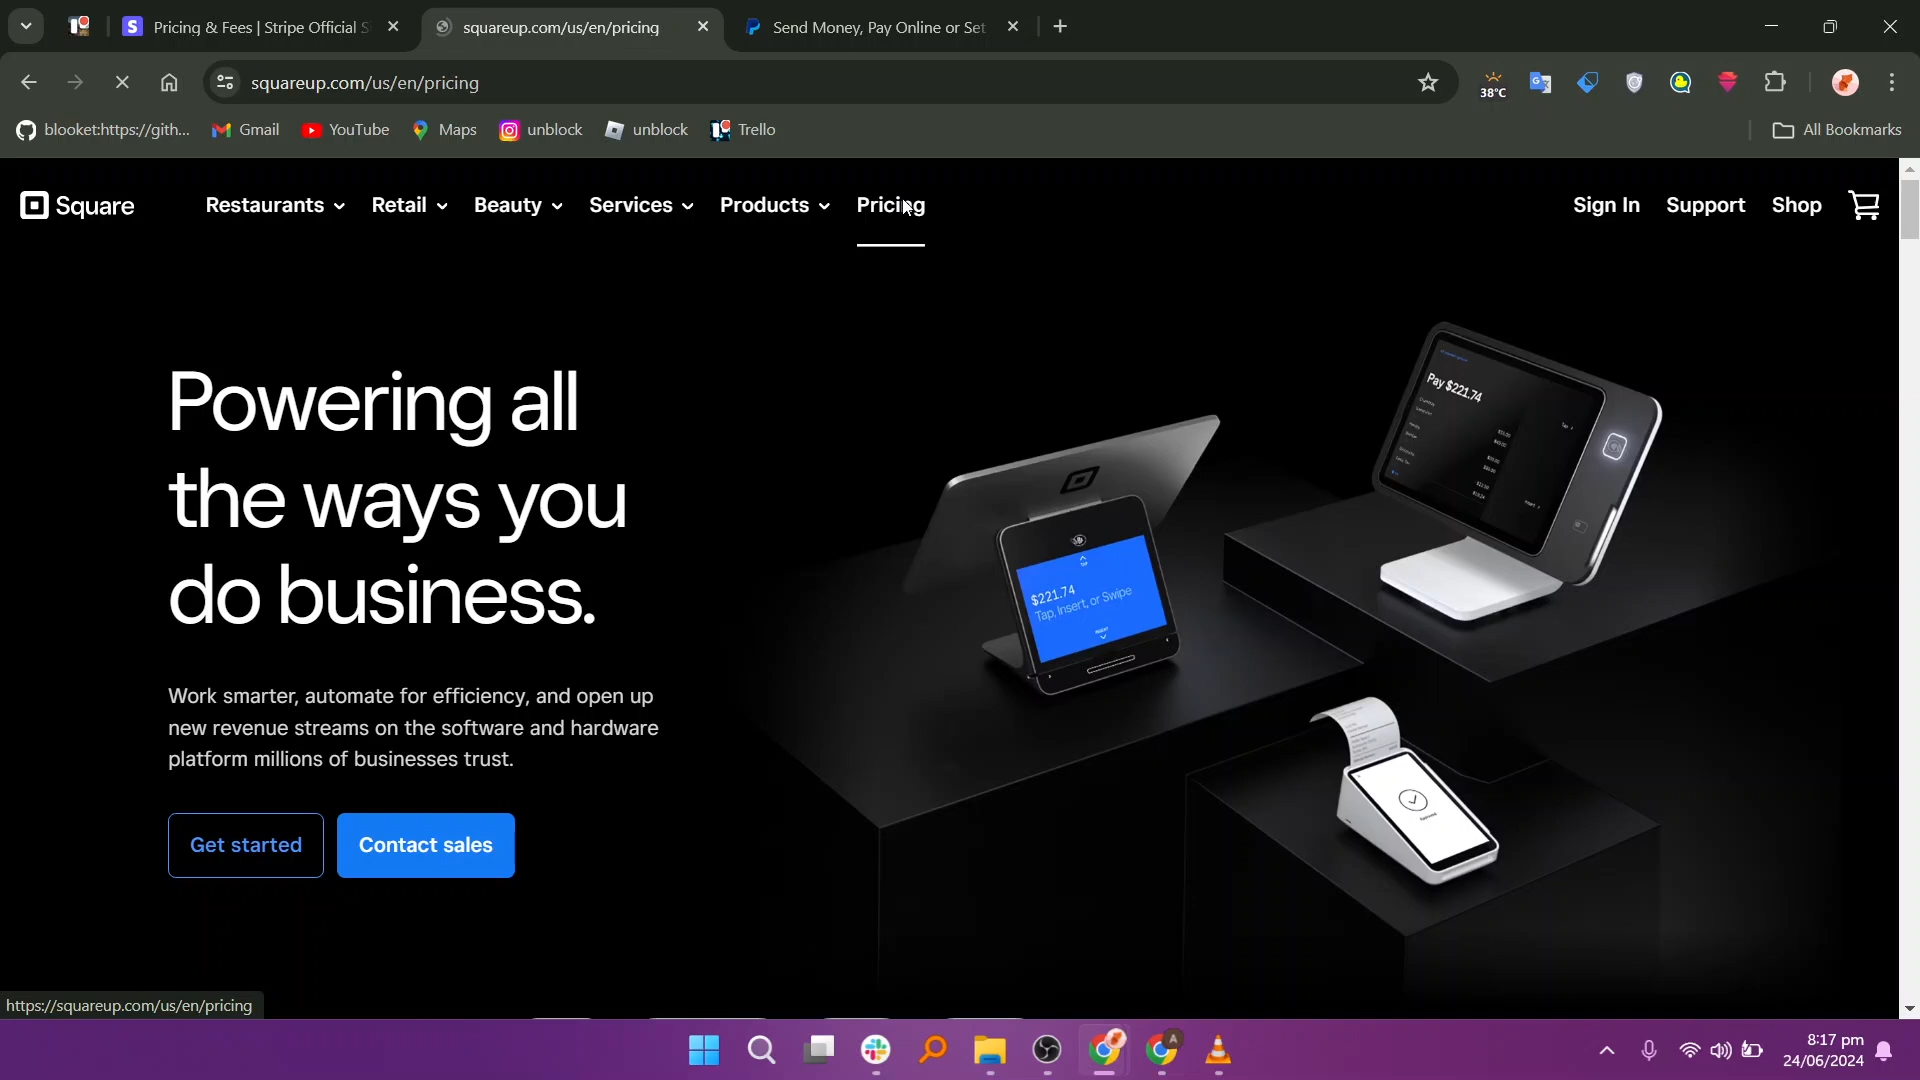 Pricing & Fees | Stripe Official S
squareup.com/us/en/pricing
Send Money, Pay Online or Set
squareup.com/us/en/pricing
38°C
blooket:https://gith...
Gmail
YouTube
Maps
unblock
unblock
Trello
All Bookmarks
Square
Restaurants
Retail
Beauty
Services
Products
Pricing
Sign In
Support
Shop
Powering all
the ways you
do business.
Work smarter, automate for efficiency, and open up
new revenue streams on the software and hardware
platform millions of businesses trust.
Get started
Contact sales
Pay $221.74
$221.74
Tap, Insert, or Swipe
https://squareup.com/us/en/pricing
8:17 pm
24/06/2024